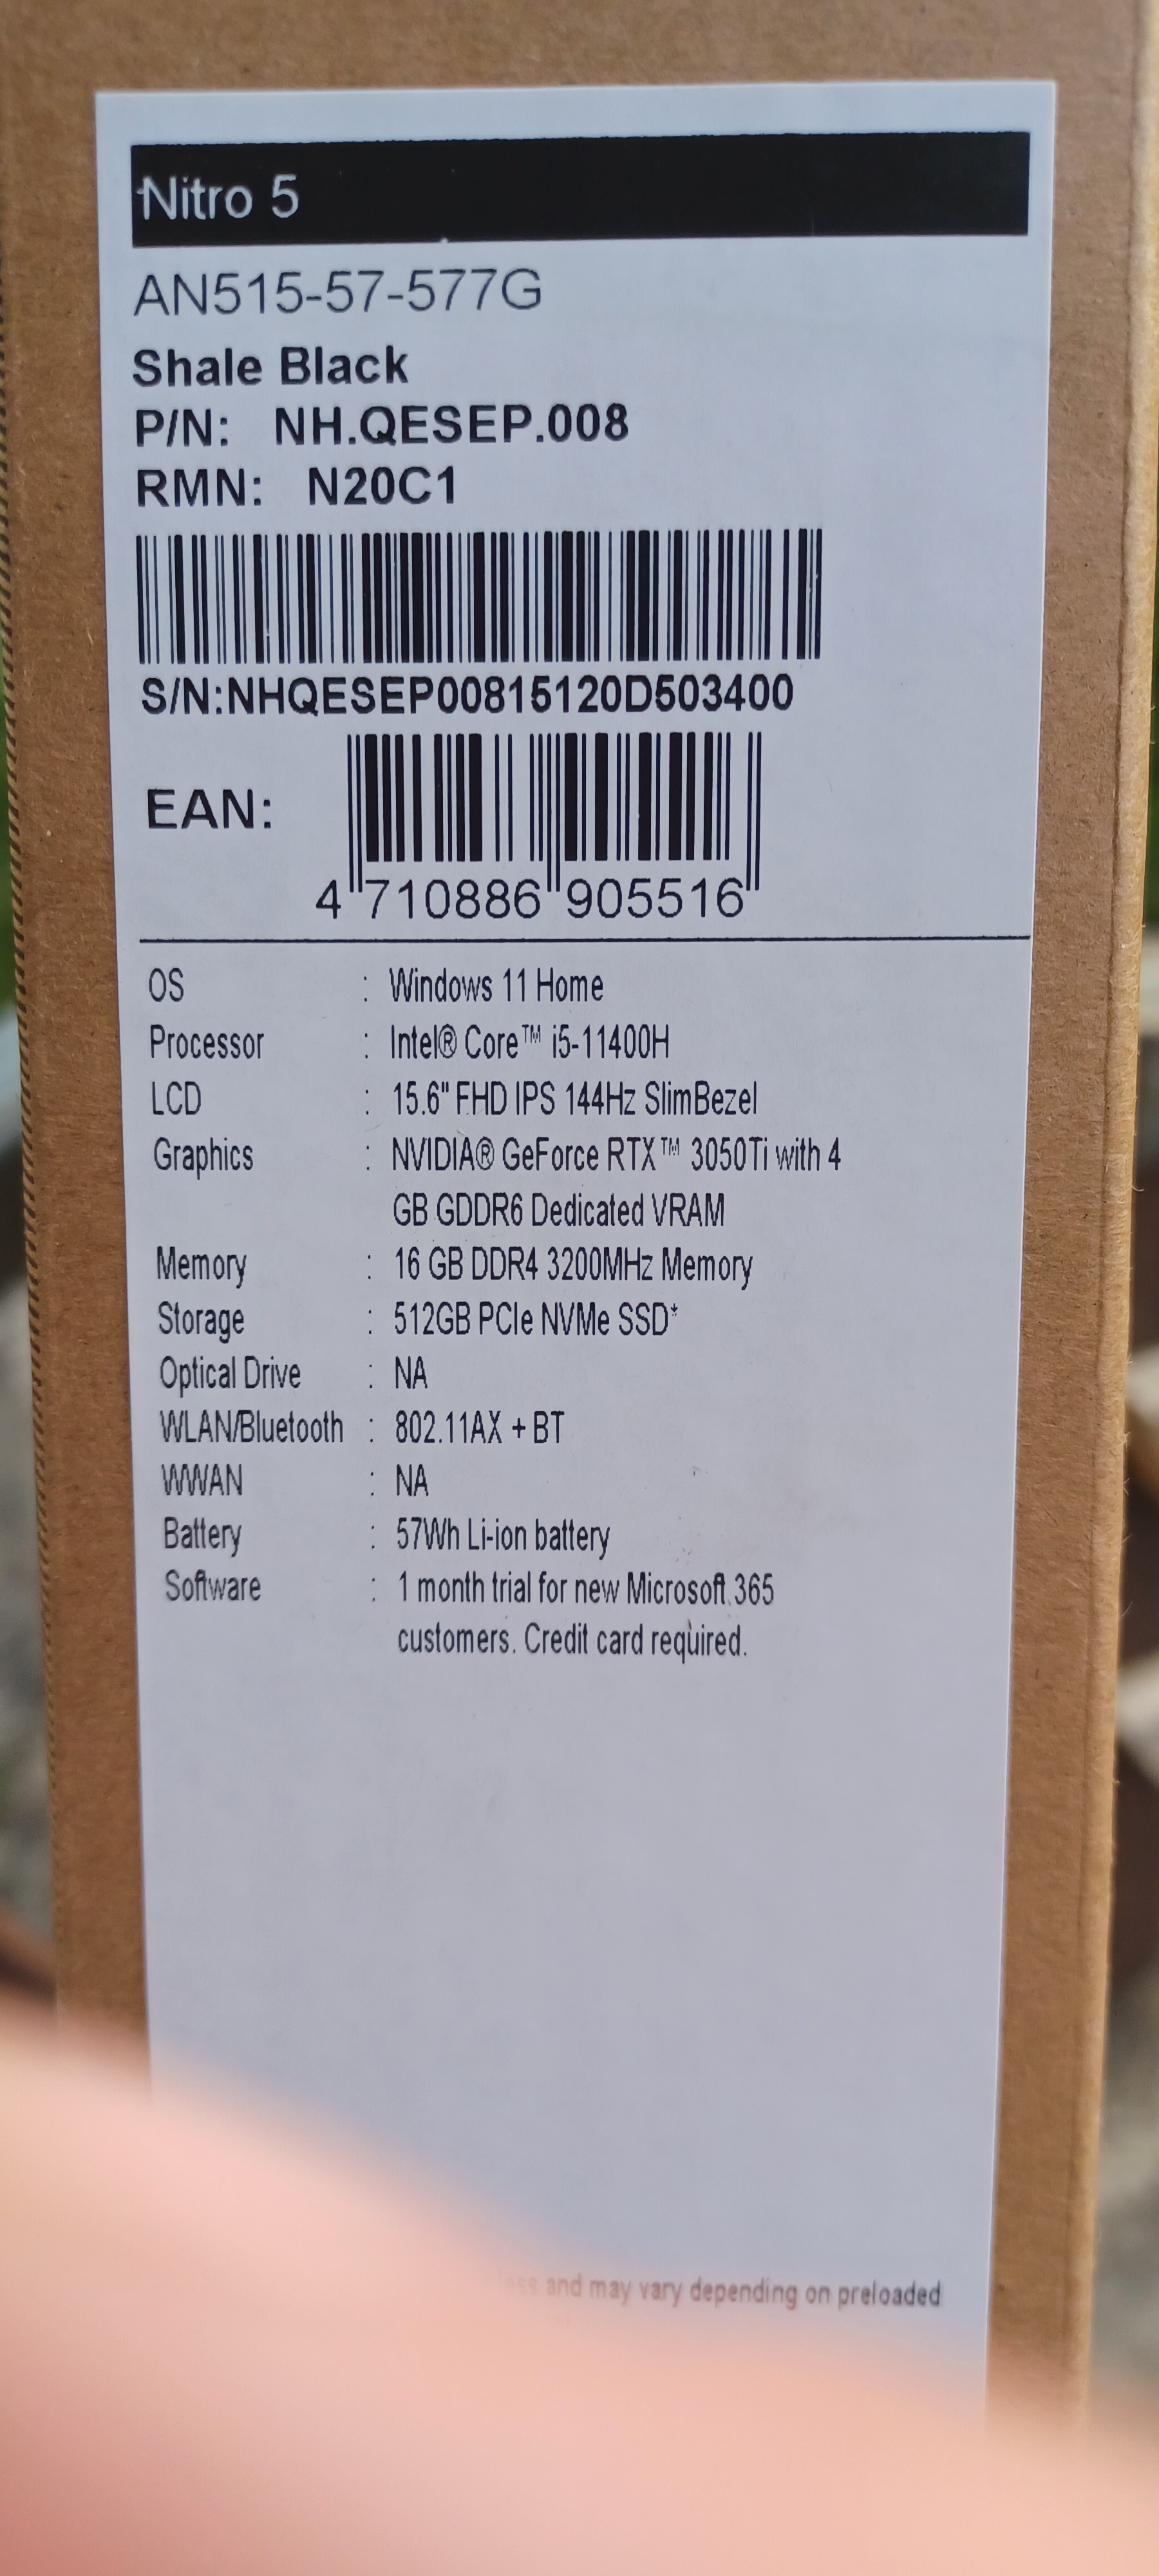 Nitro 5
AN515-57-577G
Shale Black
P/N: NH.QESEP.008
RMN: N20C1
S/N:NHQESEP00815120D503400
EAN:
4 710886 905516
OS : Windows 11 Home
Processor : Intel® Core™ i5-11400H
LCD : 15.6" FHD IPS 144Hz SlimBezel
Graphics : NVIDIA® GeForce RTX™ 3050Ti with 4
GB GDDR6 Dedicated VRAM
Memory : 16 GB DDR4 3200MHz Memory
Storage : 512GB PCIe NVMe SSD*
Optical Drive : NA
WLAN/Bluetooth : 802.11AX + BT
WWAN : NA
Battery : 57Wh Li-ion battery
Software : 1 month trial for new Microsoft 365
customers. Credit card required.
and may vary depending on preloaded